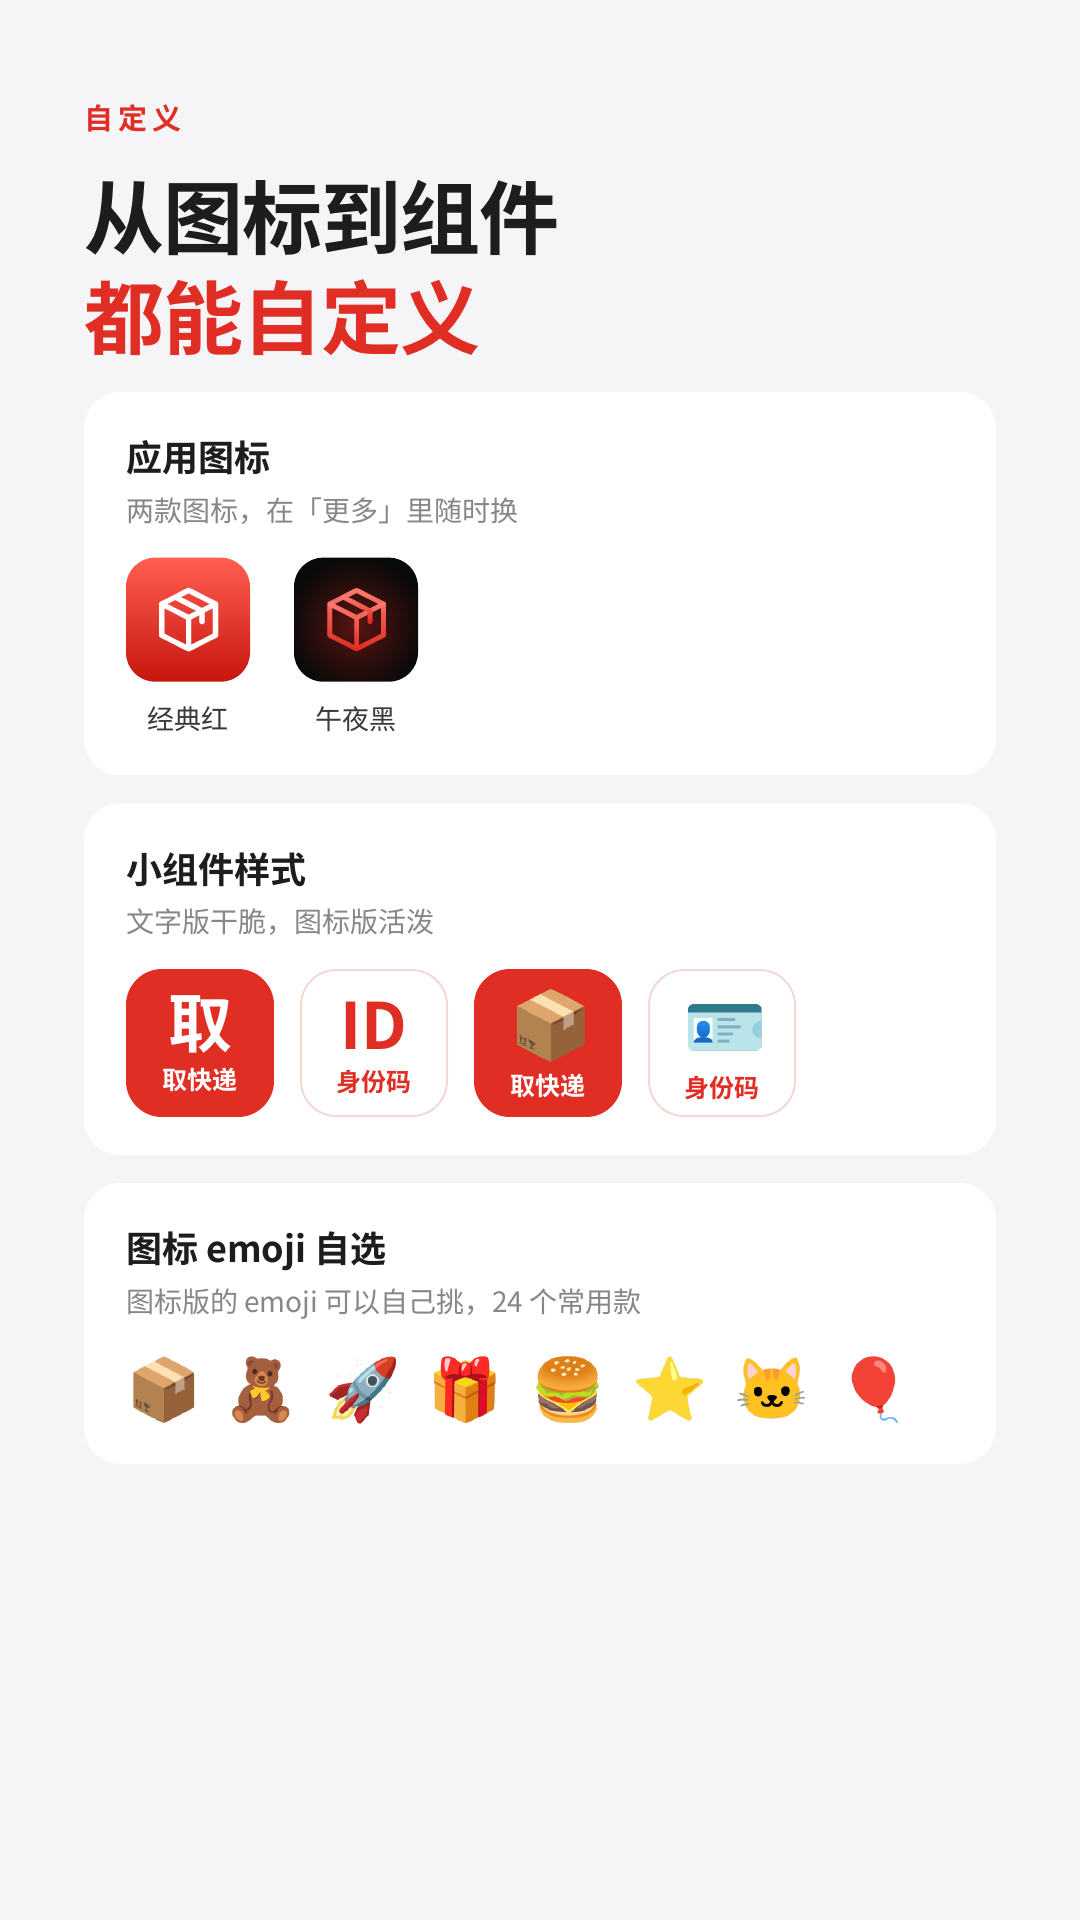 自定义
从图标到组件
都能自定义
应用图标
两款图标，在「更多」里随时换
经典红
午夜黑
小组件样式
文字版干脆，图标版活泼
取
取快递
ID
身份码
取快递
身份码
图标 emoji 自选
图标版的 emoji 可以自己挑，24 个常用款